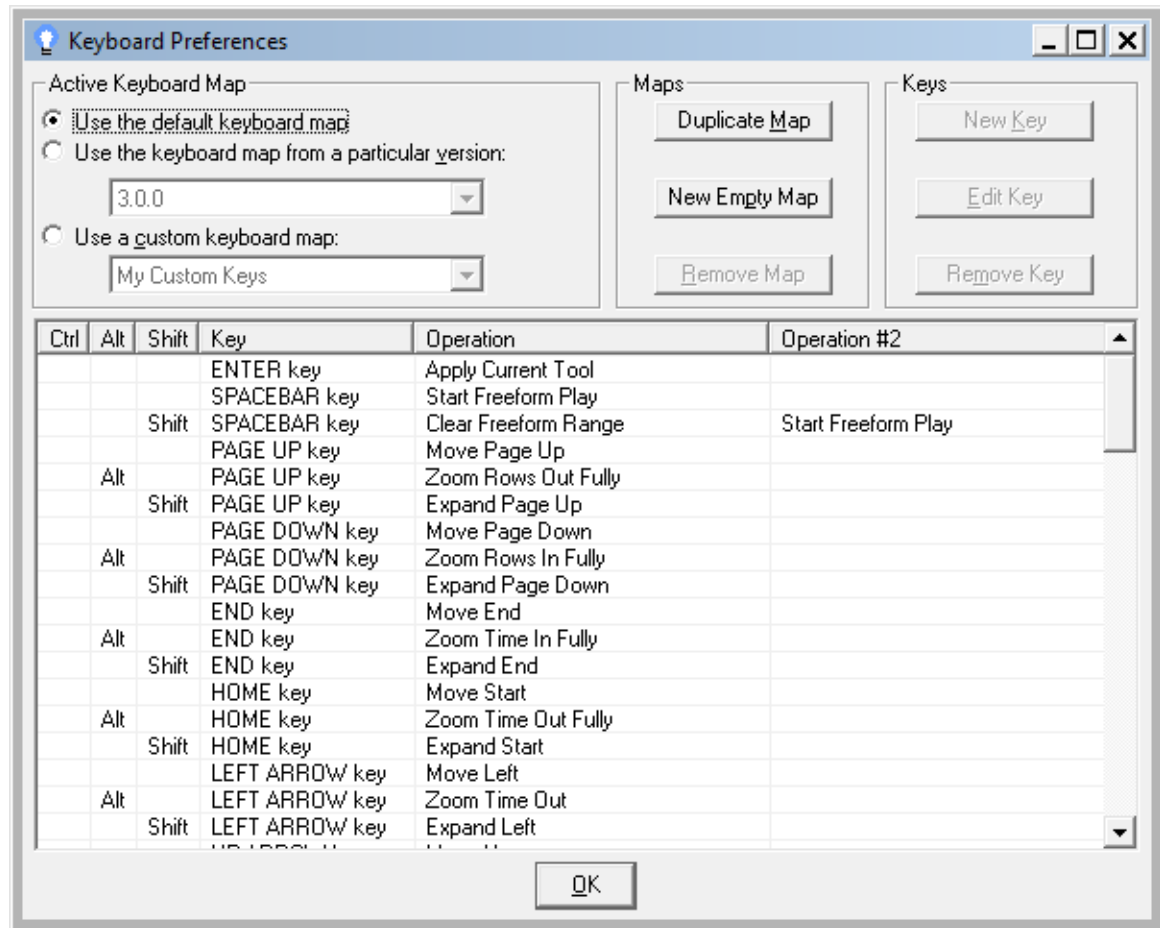 Keyboard Preferences
Active Keyboard Map
Use the default keyboard map
Use the keyboard map from a particular version:
3.0.0
Use a custom keyboard map:
My Custom Keys
Maps
Duplicate Map
New Empty Map
Remove Map
Keys
New Key
Edit Key
Remove Key
Ctrl Alt Shift Key Operation Operation #2
ENTER key Apply Current Tool
SPACEBAR key Start Freeform Play
Shift SPACEBAR key Clear Freeform Range Start Freeform Play
PAGE UP key Move Page Up
Alt PAGE UP key Zoom Rows Out Fully
Shift PAGE UP key Expand Page Up
PAGE DOWN key Move Page Down
Alt PAGE DOWN key Zoom Rows In Fully
Shift PAGE DOWN key Expand Page Down
END key Move End
Alt END key Zoom Time In Fully
Shift END key Expand End
HOME key Move Start
Alt HOME key Zoom Time Out Fully
Shift HOME key Expand Start
LEFT ARROW key Move Left
Alt LEFT ARROW key Zoom Time Out
Shift LEFT ARROW key Expand Left
OK